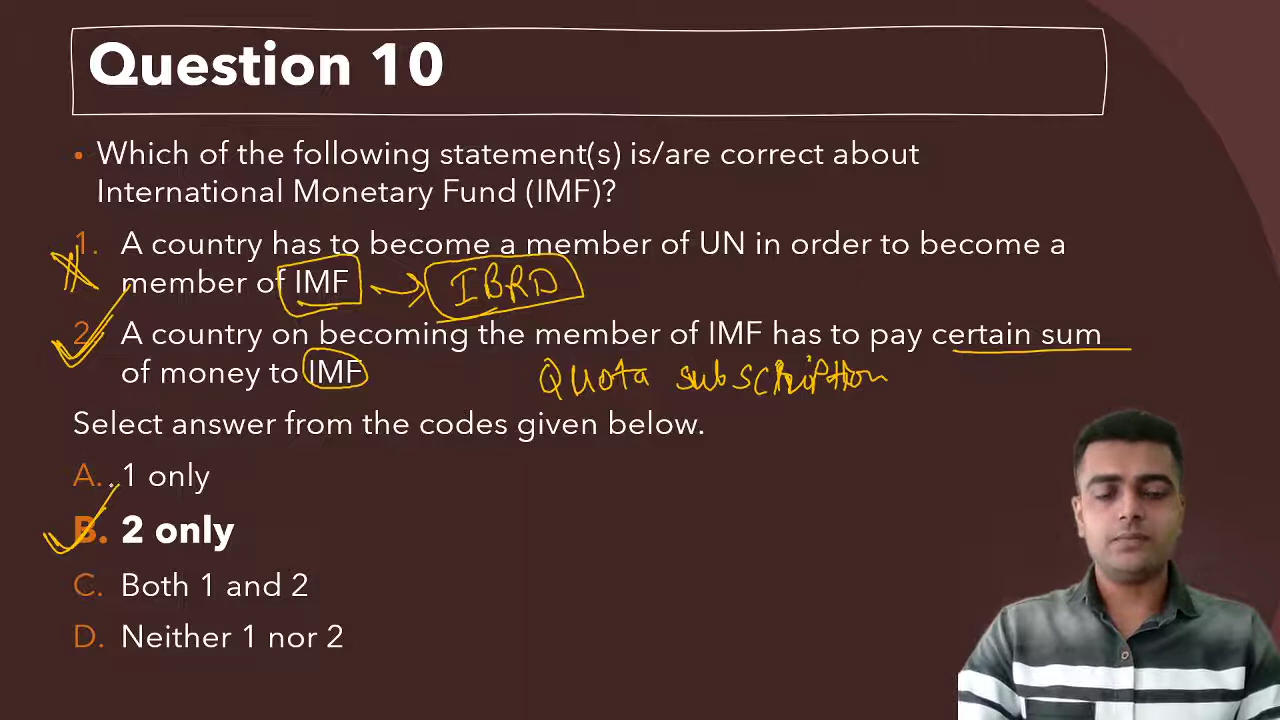 Question 10
• Which of the following statement(s) is/are correct about
International Monetary Fund (IMF)?
1. A country has to become a member of UN in order to become a
member of IMF → IBRD
2. A country on becoming the member of IMF has to pay certain sum
of money to IMF Quota subscription
Select answer from the codes given below.
A. 1 only
B. 2 only
C. Both 1 and 2
D. Neither 1 nor 2